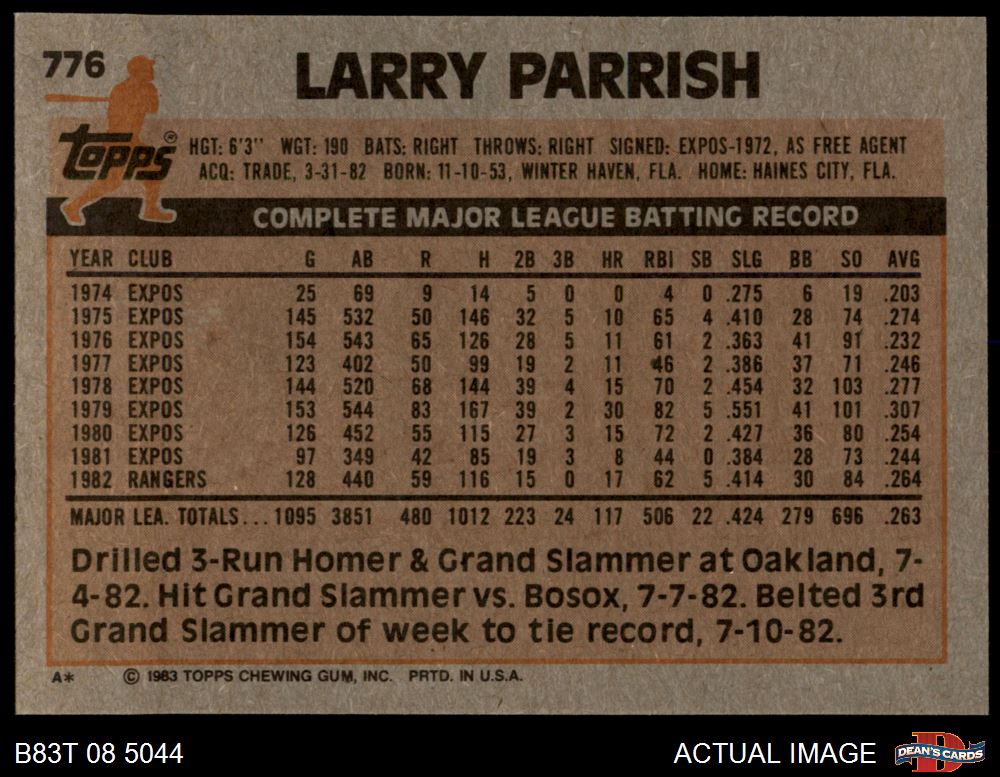 776
LARRY PARRISH
Topps®
HGT: 6'3" WGT: 190 BATS: RIGHT THROWS: RIGHT SIGNED: EXPOS-1972, AS FREE AGENT
ACQ: TRADE, 3-31-82 BORN: 11-10-53, WINTER HAVEN, FLA. HOME: HAINES CITY, FLA.
COMPLETE MAJOR LEAGUE BATTING RECORD
YEAR CLUB G AB R H 2B 3B HR RBI SB SLG BB SO AVG
1974 EXPOS 25 69 9 14 5 0 0 4 0 .275 6 19 .203
1975 EXPOS 145 532 50 146 32 5 10 65 4 .410 28 74 .274
1976 EXPOS 154 543 65 126 28 5 11 61 2 .363 41 91 .232
1977 EXPOS 123 402 50 99 19 2 11 46 2 .386 37 71 .246
1978 EXPOS 144 520 68 144 39 4 15 70 2 .454 32 103 .277
1979 EXPOS 153 544 83 167 39 2 30 82 5 .551 41 101 .307
1980 EXPOS 126 452 55 115 27 3 15 72 2 .427 36 80 .254
1981 EXPOS 97 349 42 85 19 3 8 44 0 .384 28 73 .244
1982 RANGERS 128 440 59 116 15 0 17 62 5 .414 30 84 .264
MAJOR LEA. TOTALS... 1095 3851 480 1012 223 24 117 506 22 .424 279 696 .263
Drilled 3-Run Homer & Grand Slammer at Oakland, 7-
4-82. Hit Grand Slammer vs. Bosox, 7-7-82. Belted 3rd
Grand Slammer of week to tie record, 7-10-82.
A* © 1983 TOPPS CHEWING GUM, INC. PRTD. IN U.S.A.
B83T 08 5044 ACTUAL IMAGE D DEAN'S CARDS